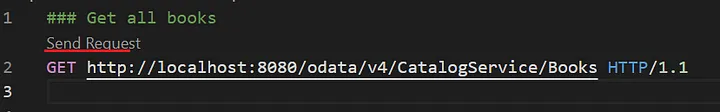 1 ### Get all books
Send Request
2 GET http://localhost:8080/odata/v4/CatalogService/Books HTTP/1.1
3